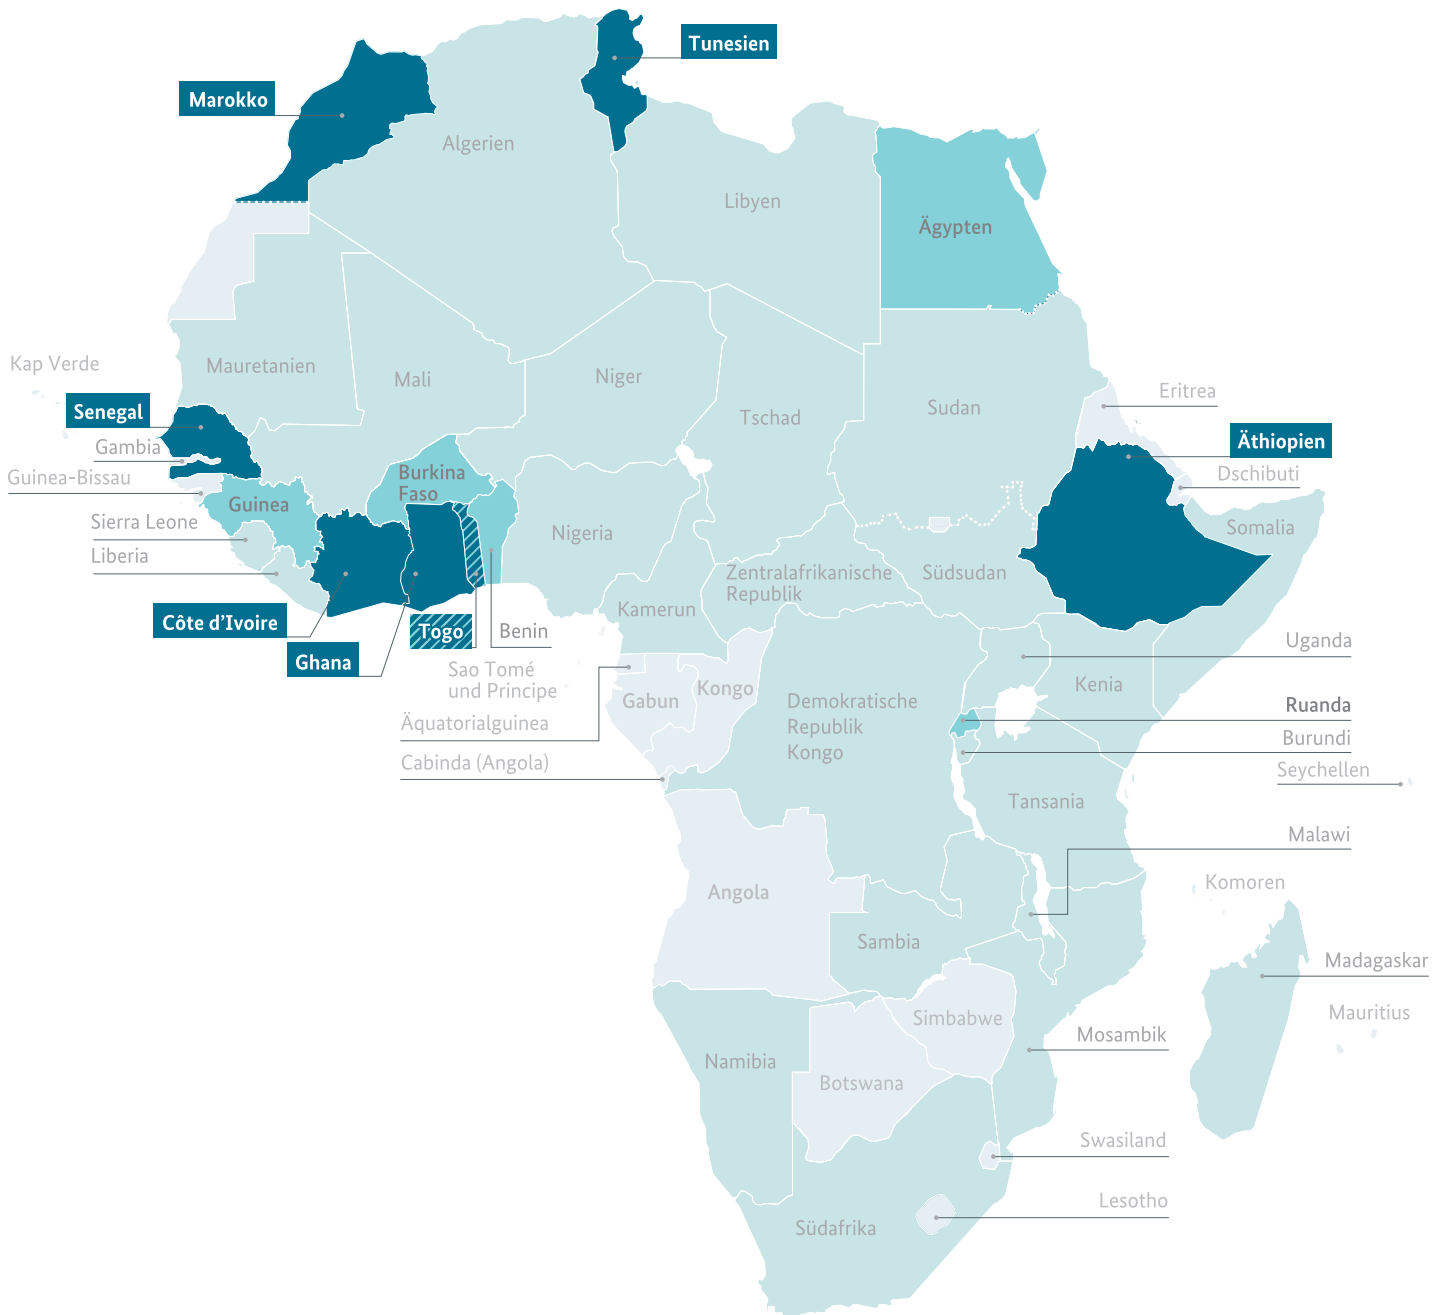 Tunesien
Marokko
Algerien
Libyen
Ägypten
Kap Verde
Mauretanien
Mali
Niger
Tschad
Sudan
Eritrea
Senegal
Äthiopien
Gambia
Guinea-Bissau
Burkina
Faso
Dschibuti
Guinea
Sierra Leone
Nigeria
Somalia
Liberia
Zentralafrikanische
Republik
Südsudan
Côte d'Ivoire
Kamerun
Togo
Benin
Uganda
Ghana
Sao Tomé
und Principe
Gabun
Kongo
Kenia
Demokratische
Republik
Kongo
Ruanda
Äquatorialguinea
Burundi
Cabinda (Angola)
Seychellen
Tansania
Malawi
Angola
Komoren
Sambia
Madagaskar
Simbabwe
Mauritius
Mosambik
Namibia
Botswana
Swasiland
Lesotho
Südafrika